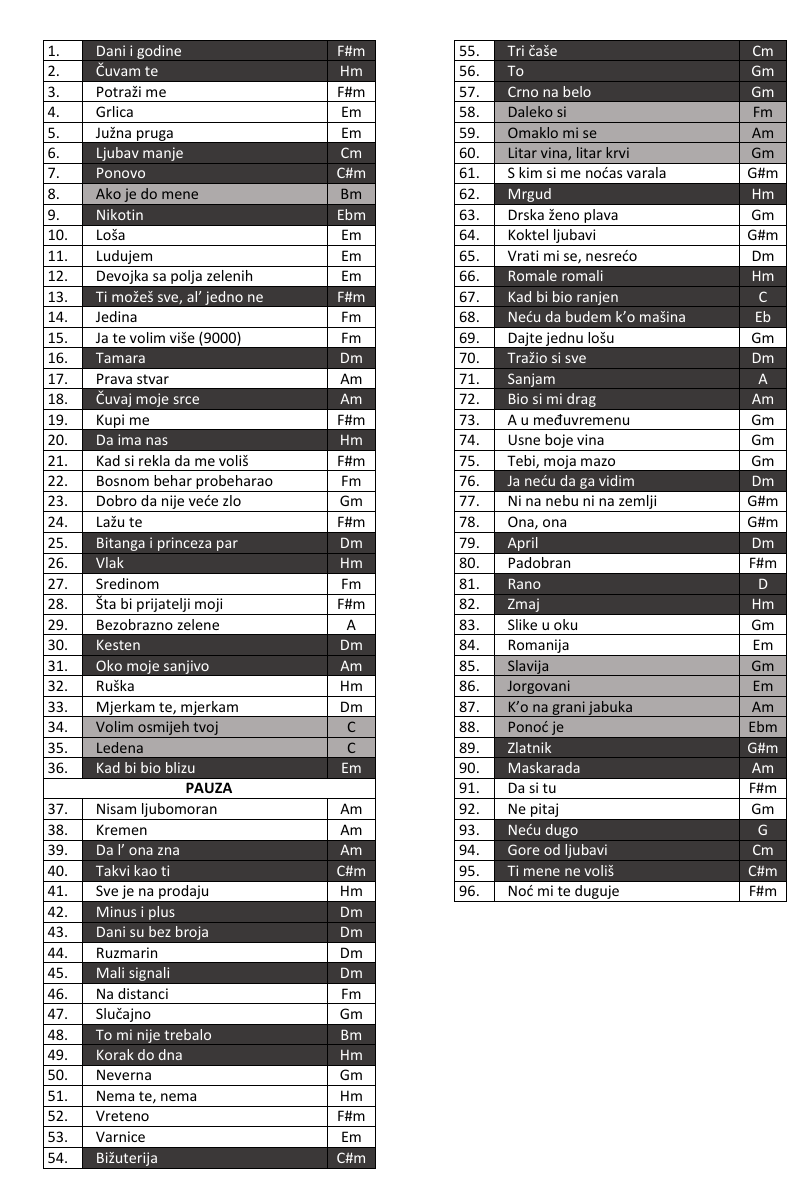 1. Dani i godine F#m
2. Čuvam te Hm
3. Potraži me F#m
4. Grlica Em
5. Južna pruga Em
6. Ljubav manje Cm
7. Ponovo C#m
8. Ako je do mene Bm
9. Nikotin Ebm
10. Loša Em
11. Ludujem Em
12. Devojka sa polja zelenih Em
13. Ti možeš sve, al’ jedno ne F#m
14. Jedina Fm
15. Ja te volim više (9000) Fm
16. Tamara Dm
17. Prava stvar Am
18. Čuvaj moje srce Am
19. Kupi me F#m
20. Da ima nas Hm
21. Kad si rekla da me voliš F#m
22. Bosnom behar probeharao Fm
23. Dobro da nije veće zlo Gm
24. Lažu te F#m
25. Bitanga i princeza par Dm
26. Vlak Hm
27. Sredinom Fm
28. Šta bi prijatelji moji F#m
29. Bezobrazno zelene A
30. Kesten Dm
31. Oko moje sanjivo Am
32. Ruška Hm
33. Mjerkam te, mjerkam Dm
34. Volim osmijeh tvoj C
35. Ledena C
36. Kad bi bio blizu Em
PAUZA
37. Nisam ljubomoran Am
38. Kremen Am
39. Da l’ ona zna Am
40. Takvi kao ti C#m
41. Sve je na prodaju Hm
42. Minus i plus Dm
43. Dani su bez broja Dm
44. Ruzmarin Dm
45. Mali signali Dm
46. Na distanci Fm
47. Slučajno Gm
48. To mi nije trebalo Bm
49. Korak do dna Hm
50. Neverna Gm
51. Nema te, nema Hm
52. Vreteno F#m
53. Varnice Em
54. Bižuterija C#m
55. Tri čaše Cm
56. To Gm
57. Crno na belo Gm
58. Daleko si Fm
59. Omaklo mi se Am
60. Litar vina, litar krvi Gm
61. S kim si me noćas varala G#m
62. Mrgud Hm
63. Drska ženo plava Gm
64. Koktel ljubavi G#m
65. Vrati mi se, nesrećo Dm
66. Romale romali Hm
67. Kad bi bio ranjen C
68. Neću da budem k’o mašina Eb
69. Dajte jednu lošu Gm
70. Tražio si sve Dm
71. Sanjam A
72. Bio si mi drag Am
73. A u međuvremenu Gm
74. Usne boje vina Gm
75. Tebi, moja mazo Gm
76. Ja neću da ga vidim Dm
77. Ni na nebu ni na zemlji G#m
78. Ona, ona G#m
79. April Dm
80. Padobran F#m
81. Rano D
82. Zmaj Hm
83. Slike u oku Gm
84. Romanija Em
85. Slavija Gm
86. Jorgovani Em
87. K’o na grani jabuka Am
88. Ponoć je Ebm
89. Zlatnik G#m
90. Maskarada Am
91. Da si tu F#m
92. Ne pitaj Gm
93. Neću dugo G
94. Gore od ljubavi Cm
95. Ti mene ne voliš C#m
96. Noć mi te duguje F#m